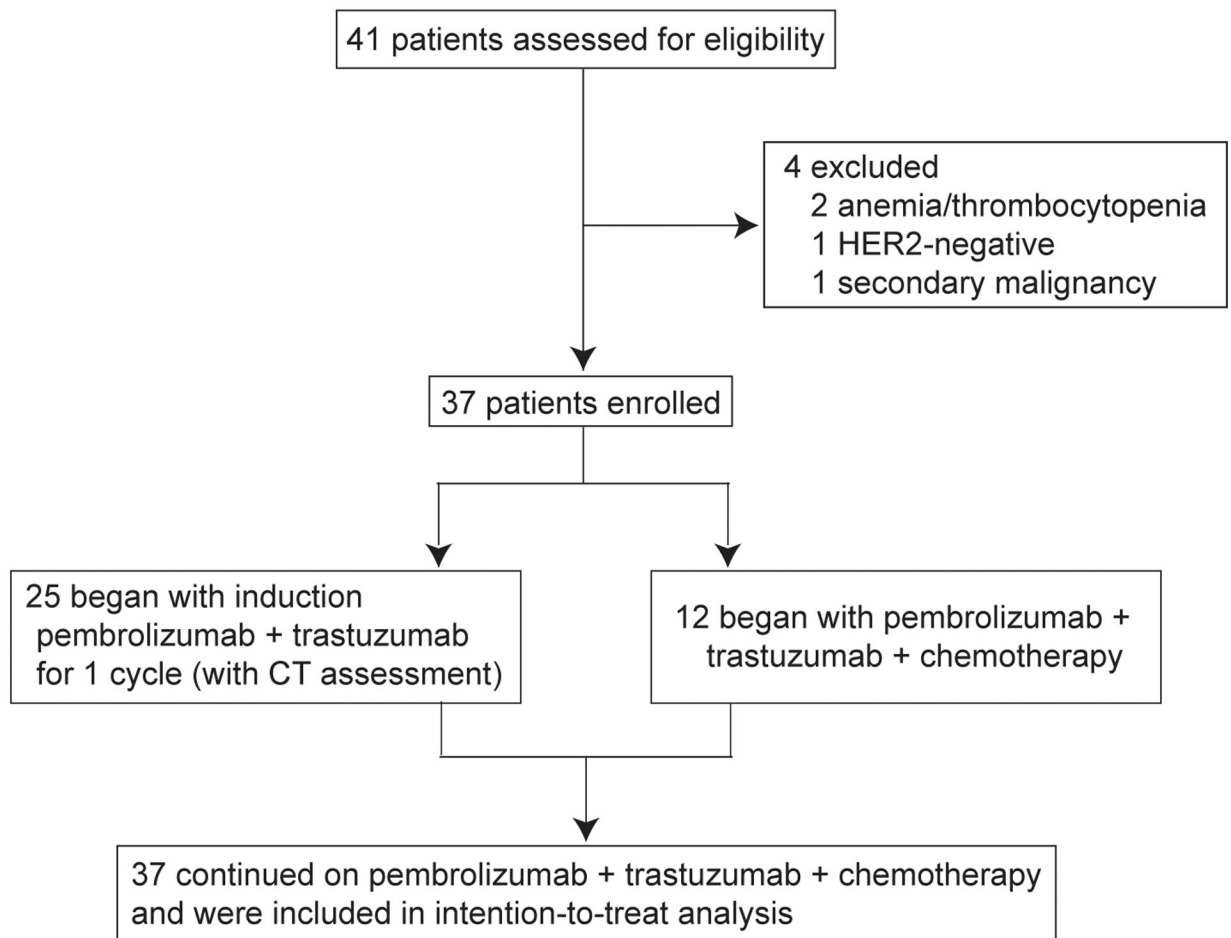 41 patients assessed for eligibility
4 excluded
2 anemia/thrombocytopenia
1 HER2-negative
1 secondary malignancy
37 patients enrolled
25 began with induction
pembrolizumab + trastuzumab
for 1 cycle (with CT assessment)
12 began with pembrolizumab +
trastuzumab + chemotherapy
37 continued on pembrolizumab + trastuzumab + chemotherapy
and were included in intention-to-treat analysis